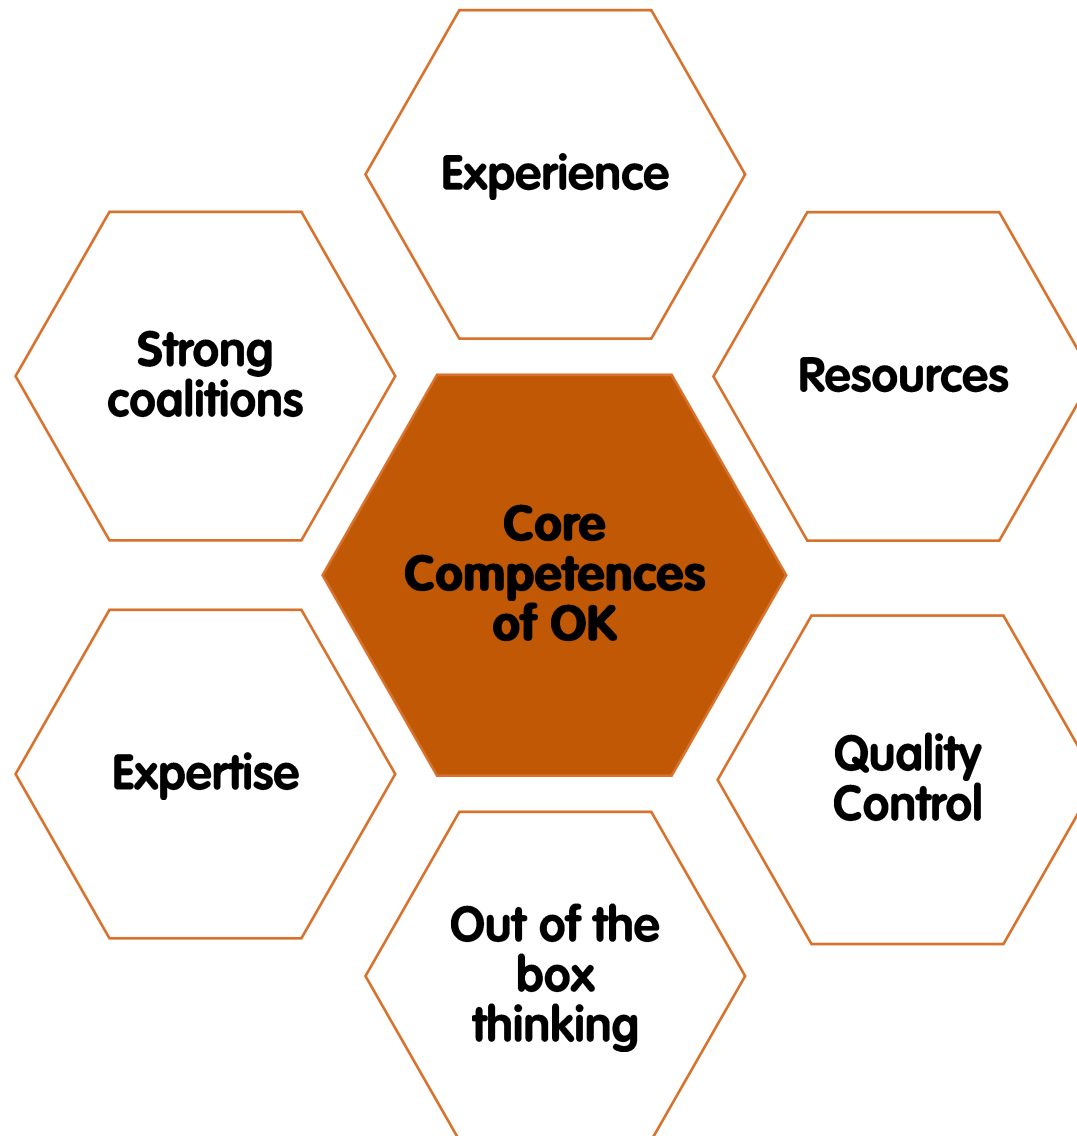 Experience
Strong
coalitions
Resources
Core
Competences
of OK
Expertise
Quality
Control
Out of the
box
thinking